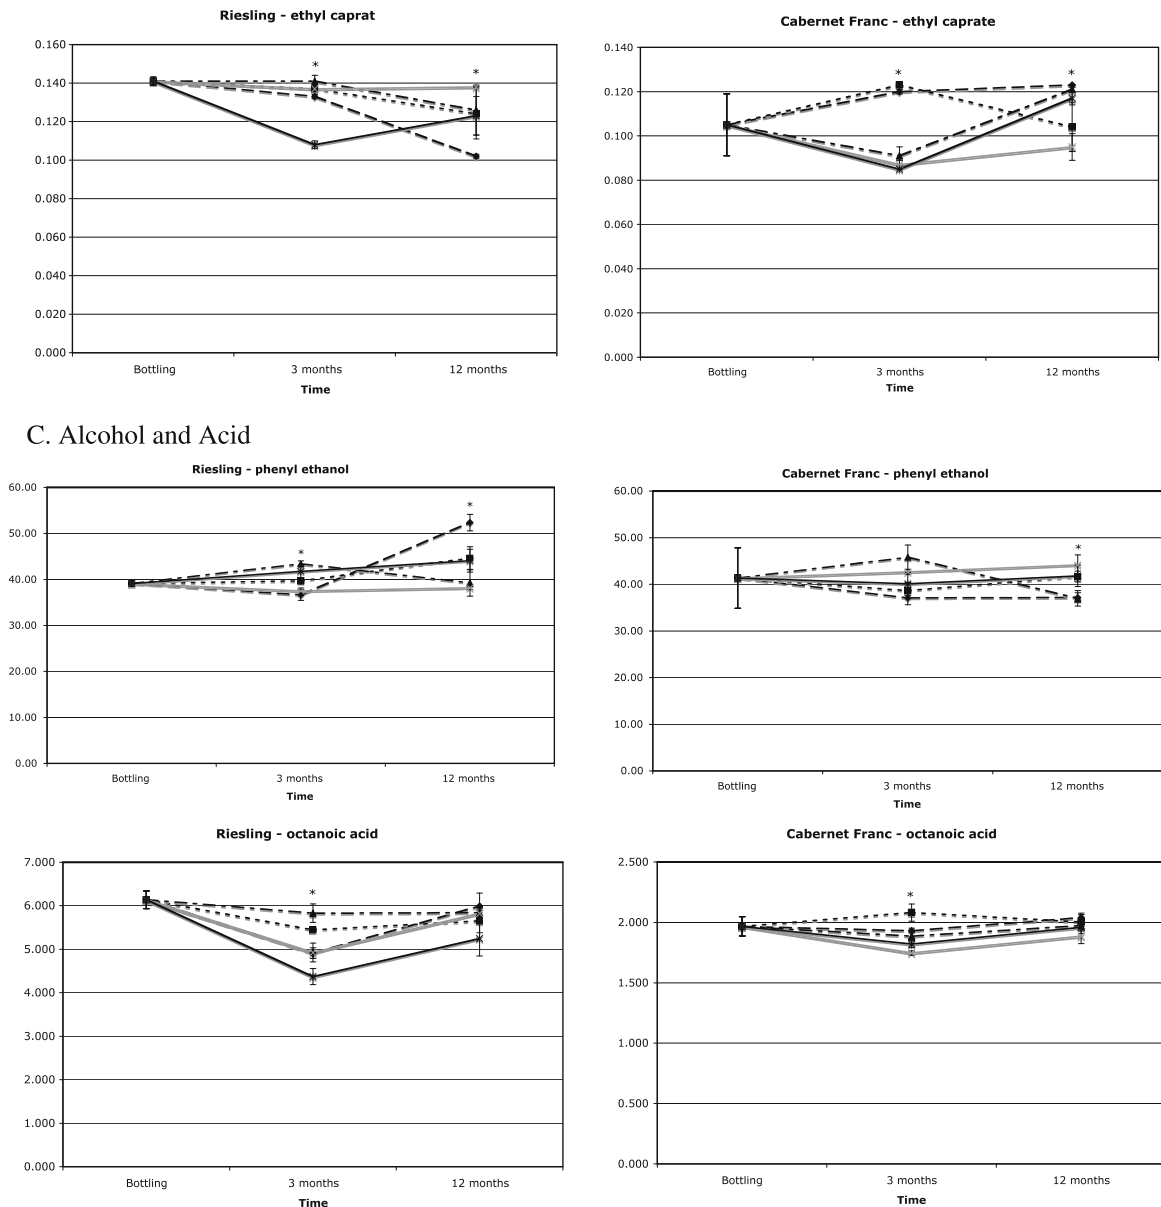 Riesling - ethyl caprat
*
*
0.160
0.140
0.120
0.100
0.080
0.060
0.040
0.020
0.000
Bottling 3 months 12 months
Time
Cabernet Franc - ethyl caprate
*
*
0.140
0.120
0.100
0.080
0.060
0.040
0.020
0.000
Bottling 3 months 12 months
Time
C. Alcohol and Acid
Riesling - phenyl ethanol
*
*
60.00
50.00
40.00
30.00
20.00
10.00
0.00
Bottling 3 months 12 months
Time
Cabernet Franc - phenyl ethanol
*
60.00
50.00
40.00
30.00
20.00
10.00
0.00
Bottling 3 months 12 months
Time
Riesling - octanoic acid
*
7.000
6.000
5.000
4.000
3.000
2.000
1.000
0.000
Bottling 3 months 12 months
Time
Cabernet Franc - octanoic acid
*
2.500
2.000
1.500
1.000
0.500
0.000
Bottling 3 months 12 months
Time